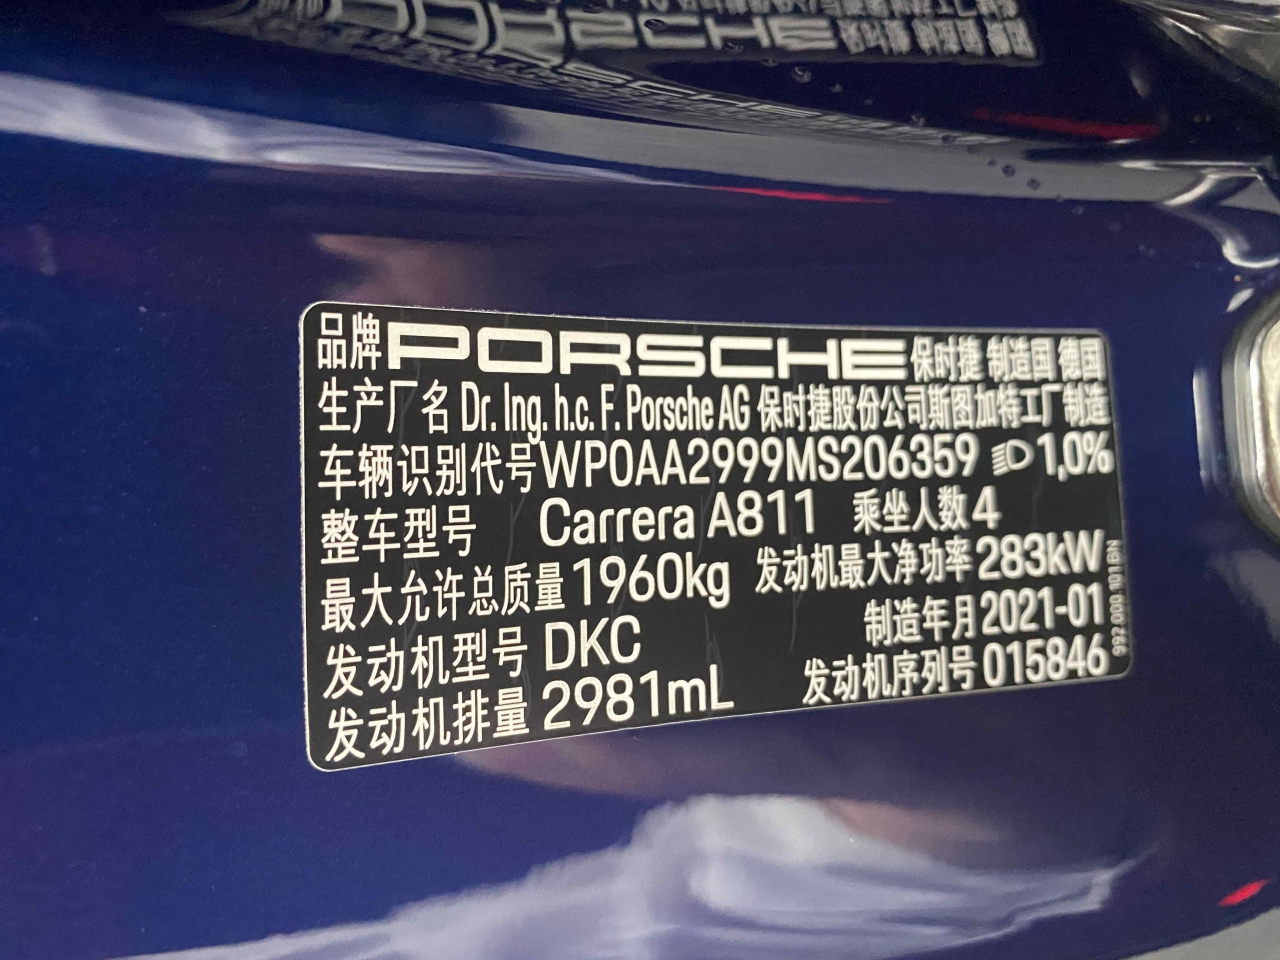 品牌 PORSCHE 保时捷 制造国 德国
生产厂名 Dr. Ing. h.c. F. Porsche AG 保时捷股份公司斯图加特工厂制造
车辆识别代号 WP0AA2999MS206359 1,0%
整车型号 Carrera A811 乘坐人数 4
最大允许总质量 1960kg 发动机最大净功率 283kW
发动机型号 DKC 制造年月 2021-01
发动机排量 2981mL 发动机序列号 015846